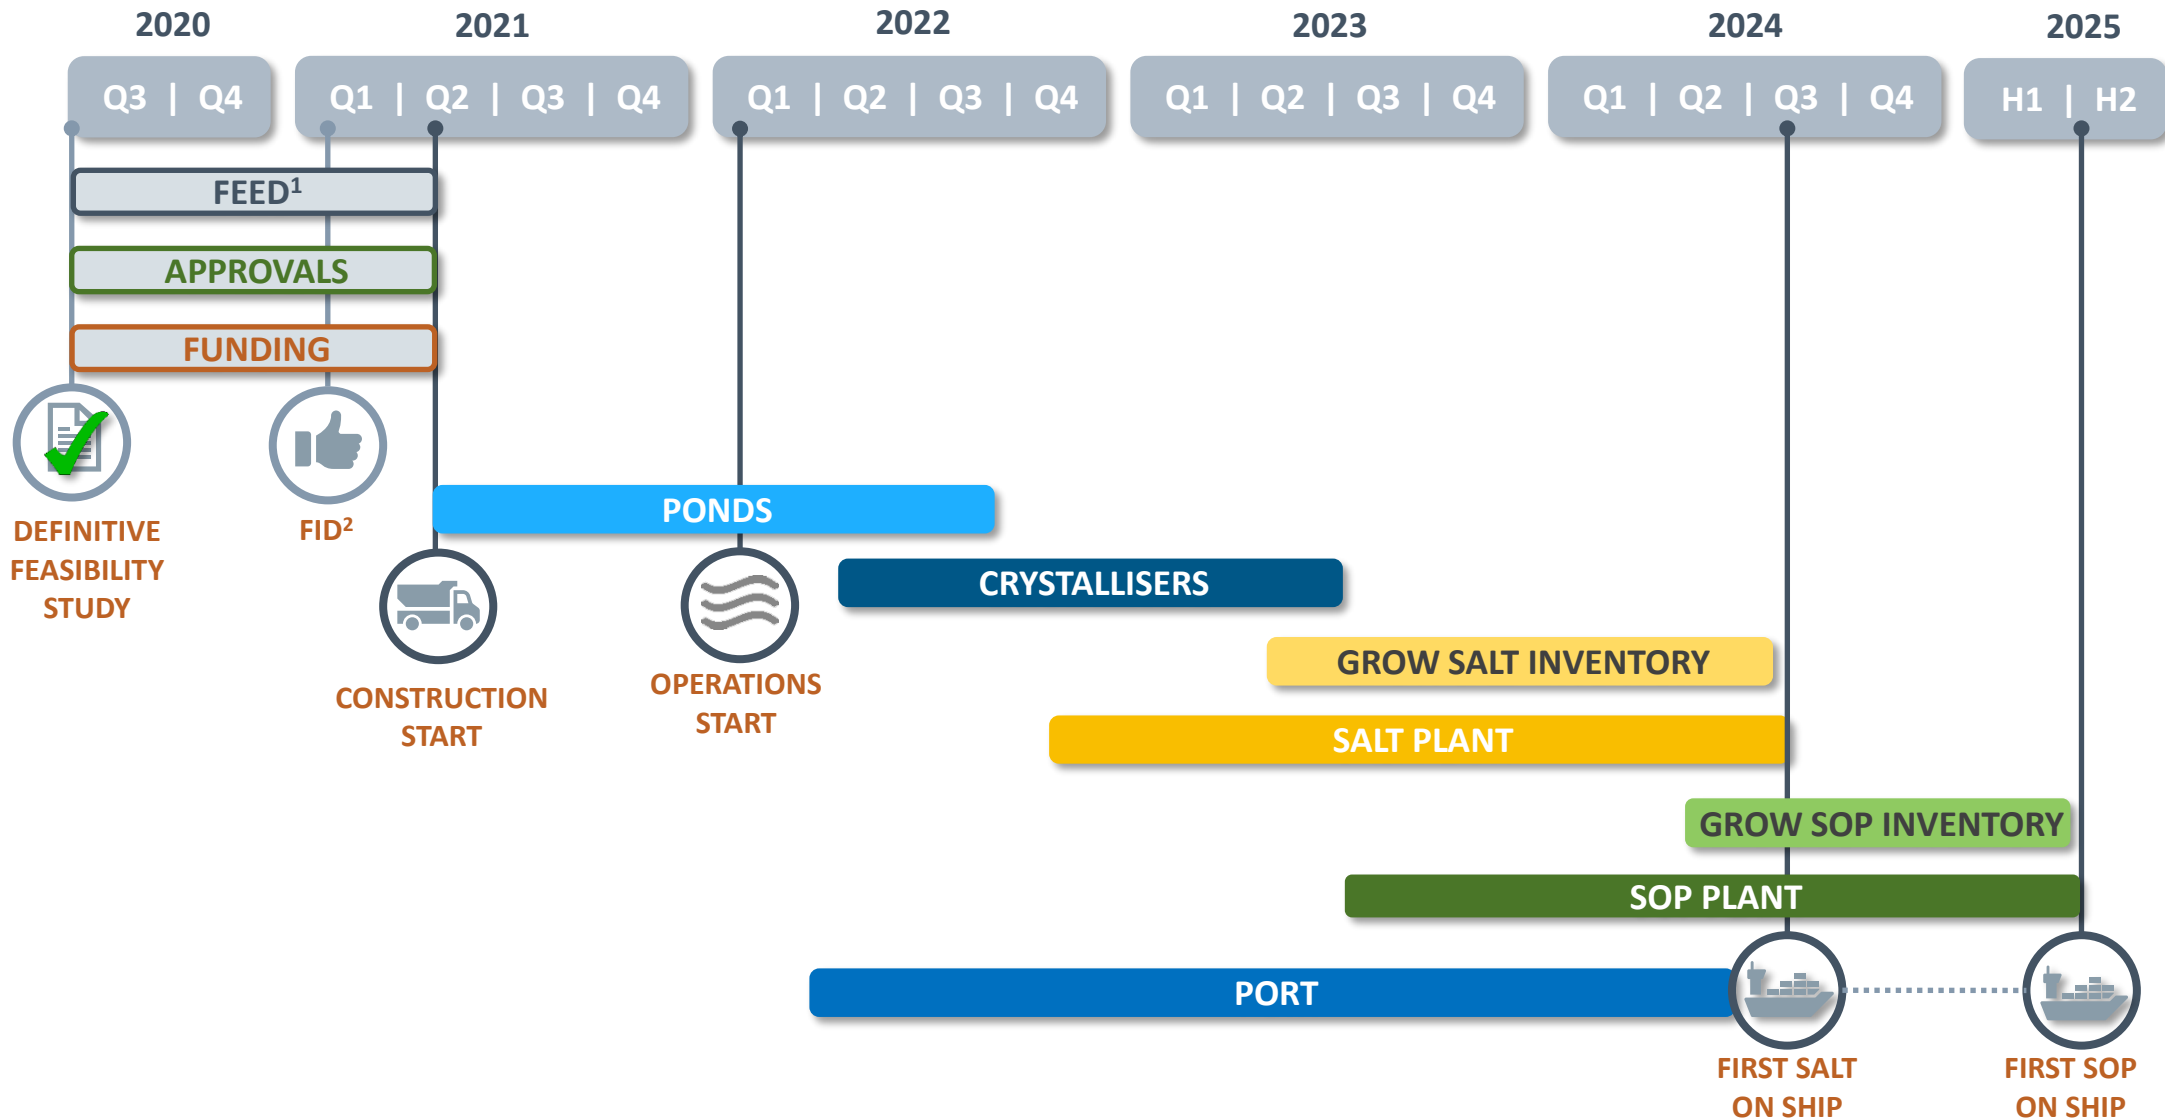 2020
2021
2022
2023
2024
2025
Q3 | Q4
Q1 | Q2 | Q3 | Q4
Q1 | Q2 | Q3 | Q4
Q1 | Q2 | Q3 | Q4
Q1 | Q2 | Q3 | Q4
H1 | H2
FEED¹
APPROVALS
FUNDING
DEFINITIVE
FEASIBILITY
STUDY
FID²
PONDS
CRYSTALLISERS
CONSTRUCTION
START
OPERATIONS
START
GROW SALT INVENTORY
SALT PLANT
GROW SOP INVENTORY
SOP PLANT
PORT
FIRST SALT
ON SHIP
FIRST SOP
ON SHIP